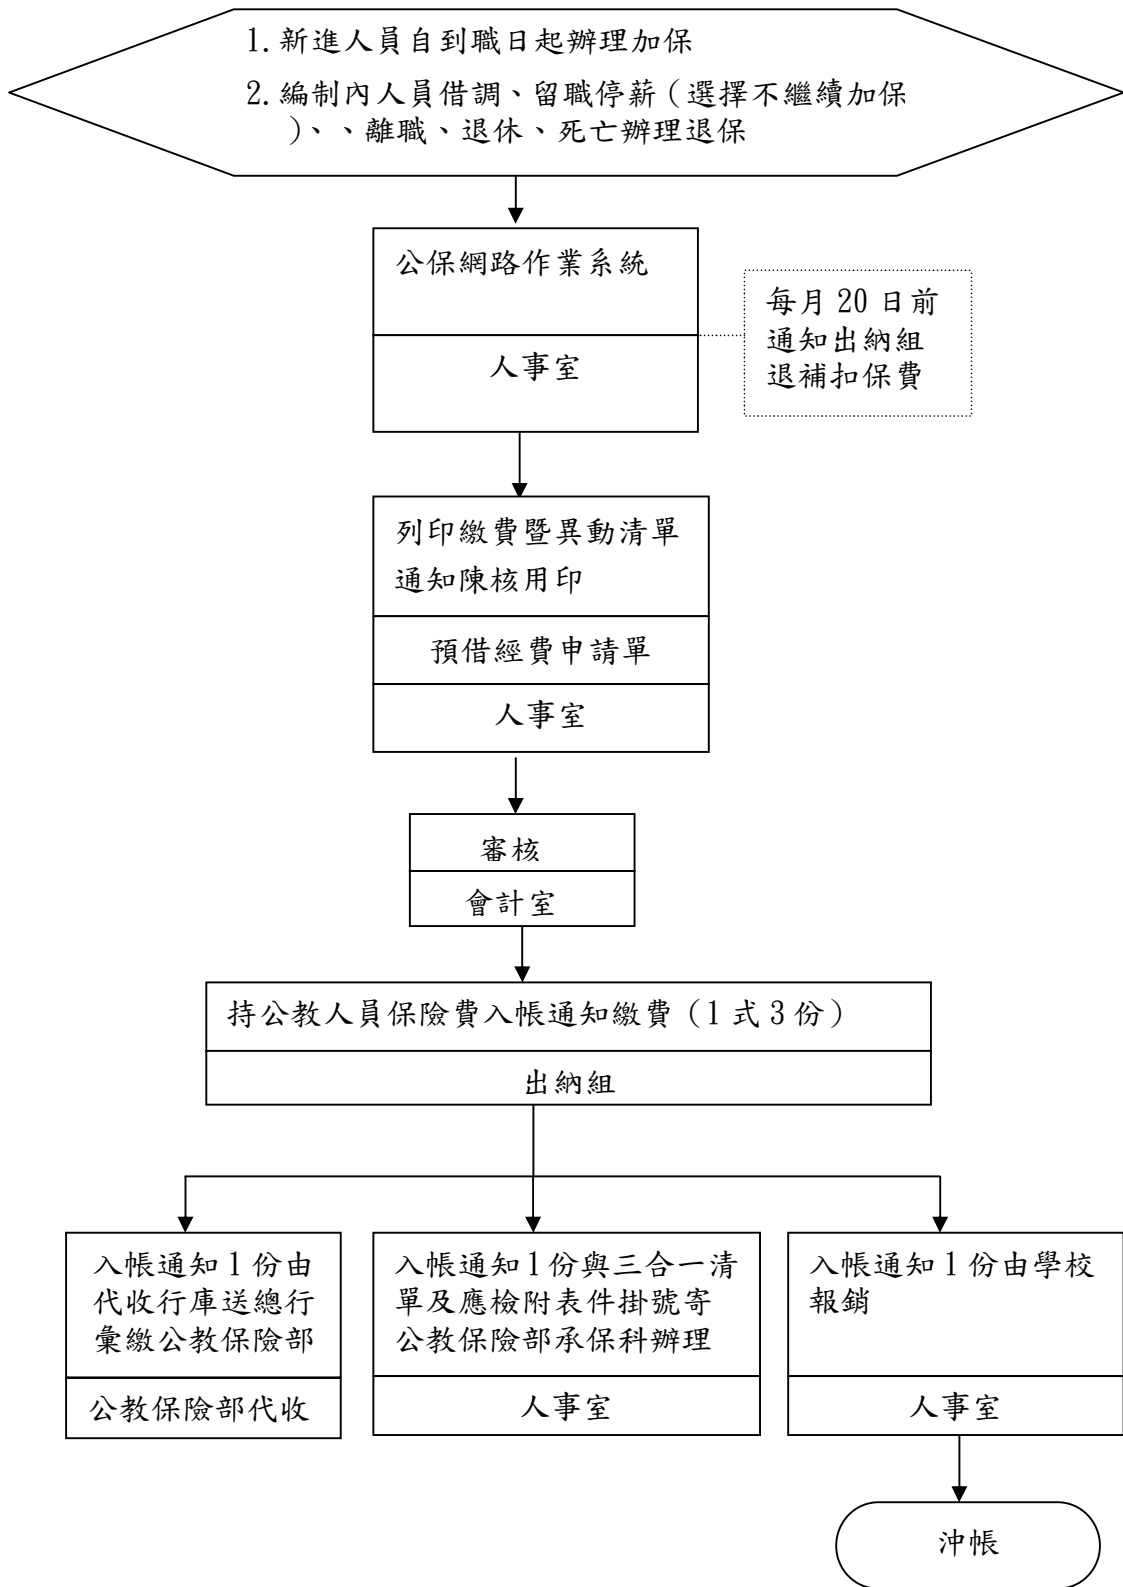 1. 新進人員自到職日起辦理加保
2. 編制內人員借調、留職停薪（選擇不繼續加保
）、、離職、退休、死亡辦理退保
公保網路作業系統
人事室
每月 20 日前
通知出納組
退補扣保費
列印繳費暨異動清單
通知陳核用印
預借經費申請單
人事室
審核
會計室
持公教人員保險費入帳通知繳費（1 式 3 份）
出納組
入帳通知 1 份由
代收行庫送總行
彙繳公教保險部
公教保險部代收
入帳通知 1 份與三合一清
單及應檢附表件掛號寄
公教保險部承保科辦理
人事室
入帳通知 1 份由學校
報銷
人事室
沖帳